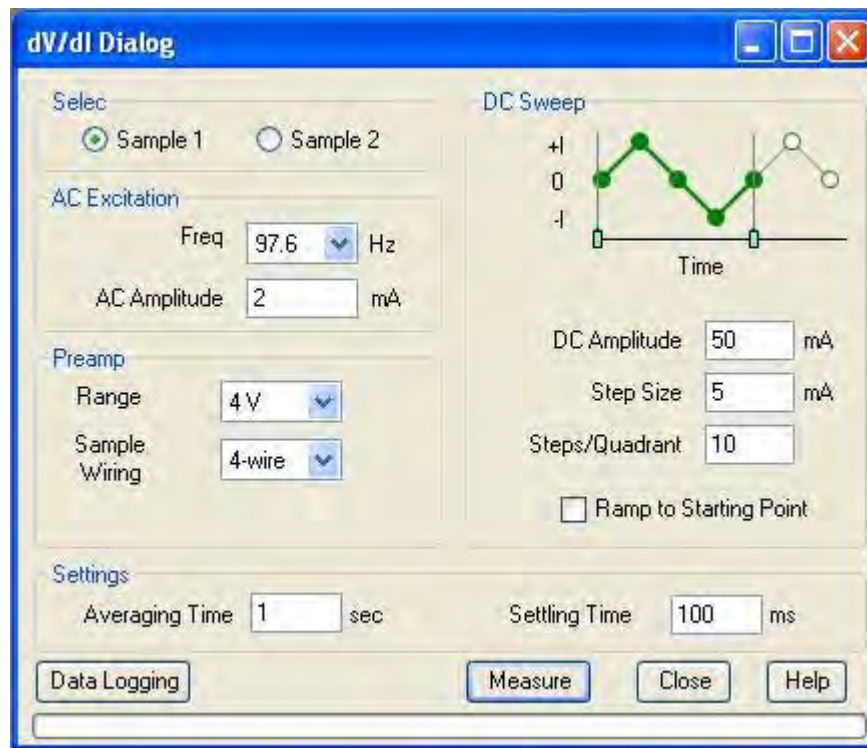 dV/dI Dialog
Selec
Sample 1 Sample 2
AC Excitation
Freq 97.6 Hz
AC Amplitude 2 mA
Preamp
Range 4 V
Sample
Wiring 4-wire
DC Sweep
+I
0
-I
Time
DC Amplitude 50 mA
Step Size 5 mA
Steps/Quadrant 10
Ramp to Starting Point
Settings
Averaging Time 1 sec Settling Time 100 ms
Data Logging Measure Close Help